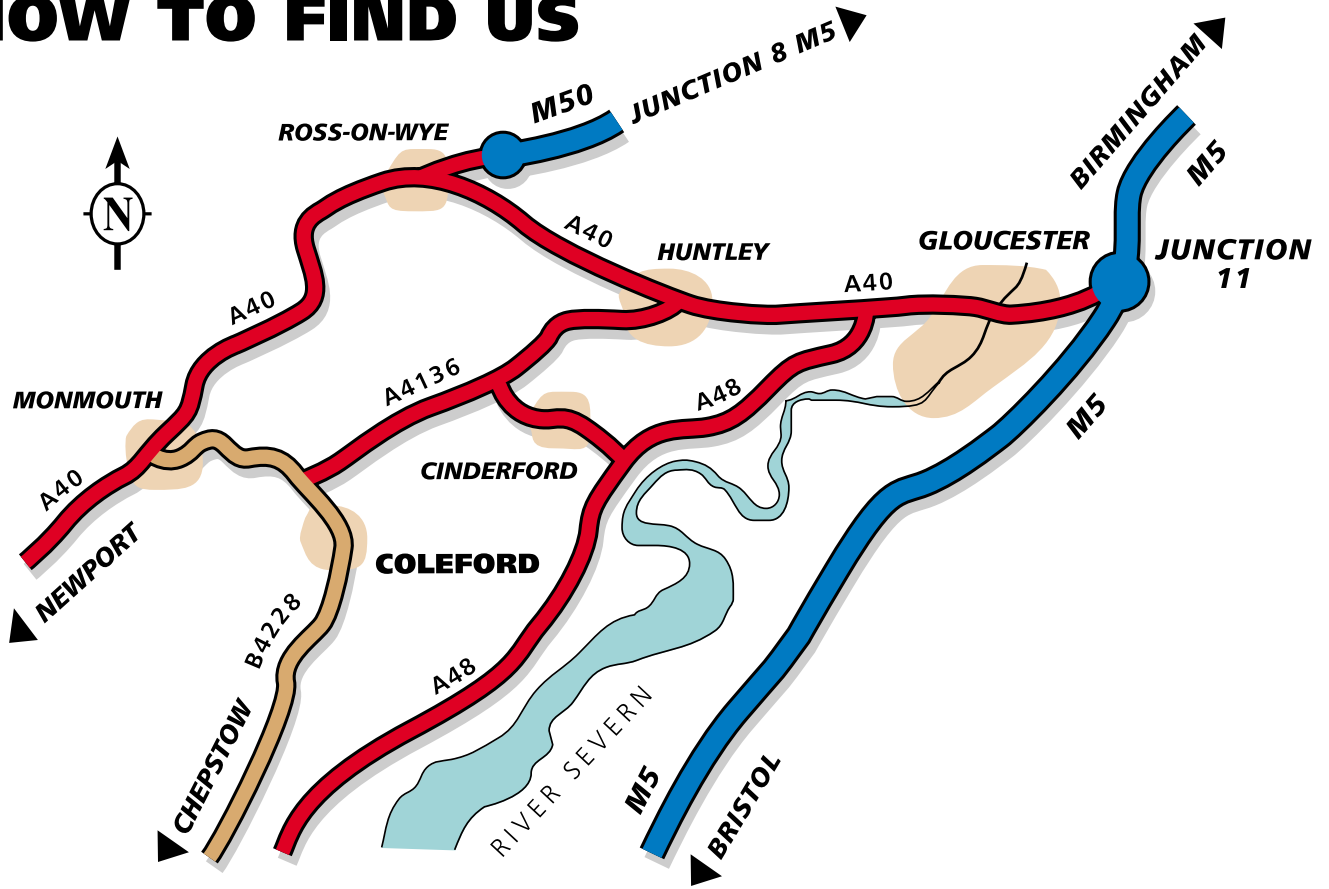 HOW TO FIND US
JUNCTION 8 M5
M50
ROSS-ON-WYE
BIRMINGHAM
M5
N
A40
HUNTLEY
GLOUCESTER
JUNCTION
11
A40
A40
A4136
A48
MONMOUTH
M5
CINDERFORD
A40
NEWPORT
COLEFORD
B4228
A48
CHEPSTOW
RIVER SEVERN
M5
BRISTOL